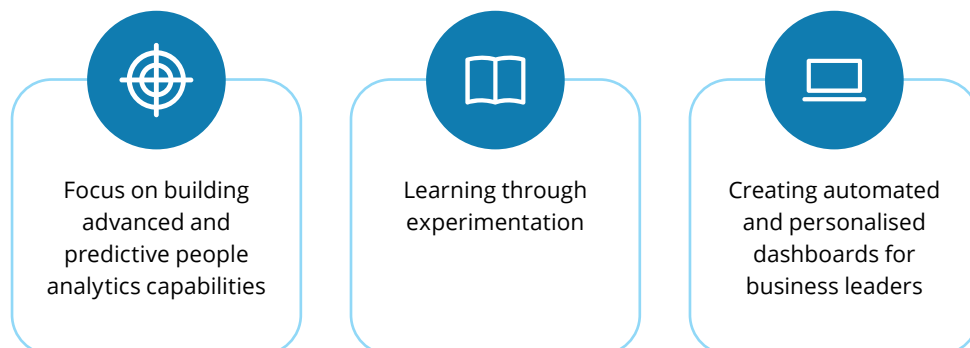 Focus on building
advanced and
predictive people
analytics capabilities
Learning through
experimentation
Creating automated
and personalised
dashboards for
business leaders